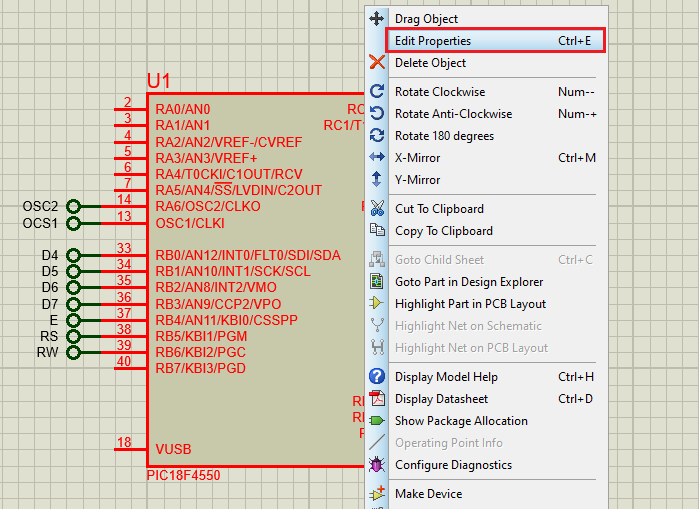 U1
2 RA0/AN0 RC
3 RA1/AN1 RC1/T1
4 RA2/AN2/VREF-/CVREF
5 RA3/AN3/VREF+
6 RA4/T0CKI/C1OUT/RCV
7 RA5/AN4/SS/LVDIN/C2OUT
OSC2 14 RA6/OSC2/CLKO
OCS1 13 OSC1/CLKI
D4 33 RB0/AN12/INT0/FLT0/SDI/SDA
D5 34 RB1/AN10/INT1/SCK/SCL
D6 35 RB2/AN8/INT2/VMO
D7 36 RB3/AN9/CCP2/VPO
E 37 RB4/AN11/KBI0/CSSPP
RS 38 RB5/KBI1/PGM
RW 39 RB6/KBI2/PGC
40 RB7/KBI3/PGD
18 VUSB
PIC18F4550
Drag Object
Edit Properties Ctrl+E
Delete Object
Rotate Clockwise Num--
Rotate Anti-Clockwise Num-+
Rotate 180 degrees
X-Mirror Ctrl+M
Y-Mirror
Cut To Clipboard
Copy To Clipboard
Goto Child Sheet Ctrl+C
Goto Part in Design Explorer
Highlight Part in PCB Layout
Highlight Net on Schematic
Highlight Net on PCB Layout
Display Model Help Ctrl+H
Display Datasheet Ctrl+D
Show Package Allocation
Operating Point Info
Configure Diagnostics
Make Device